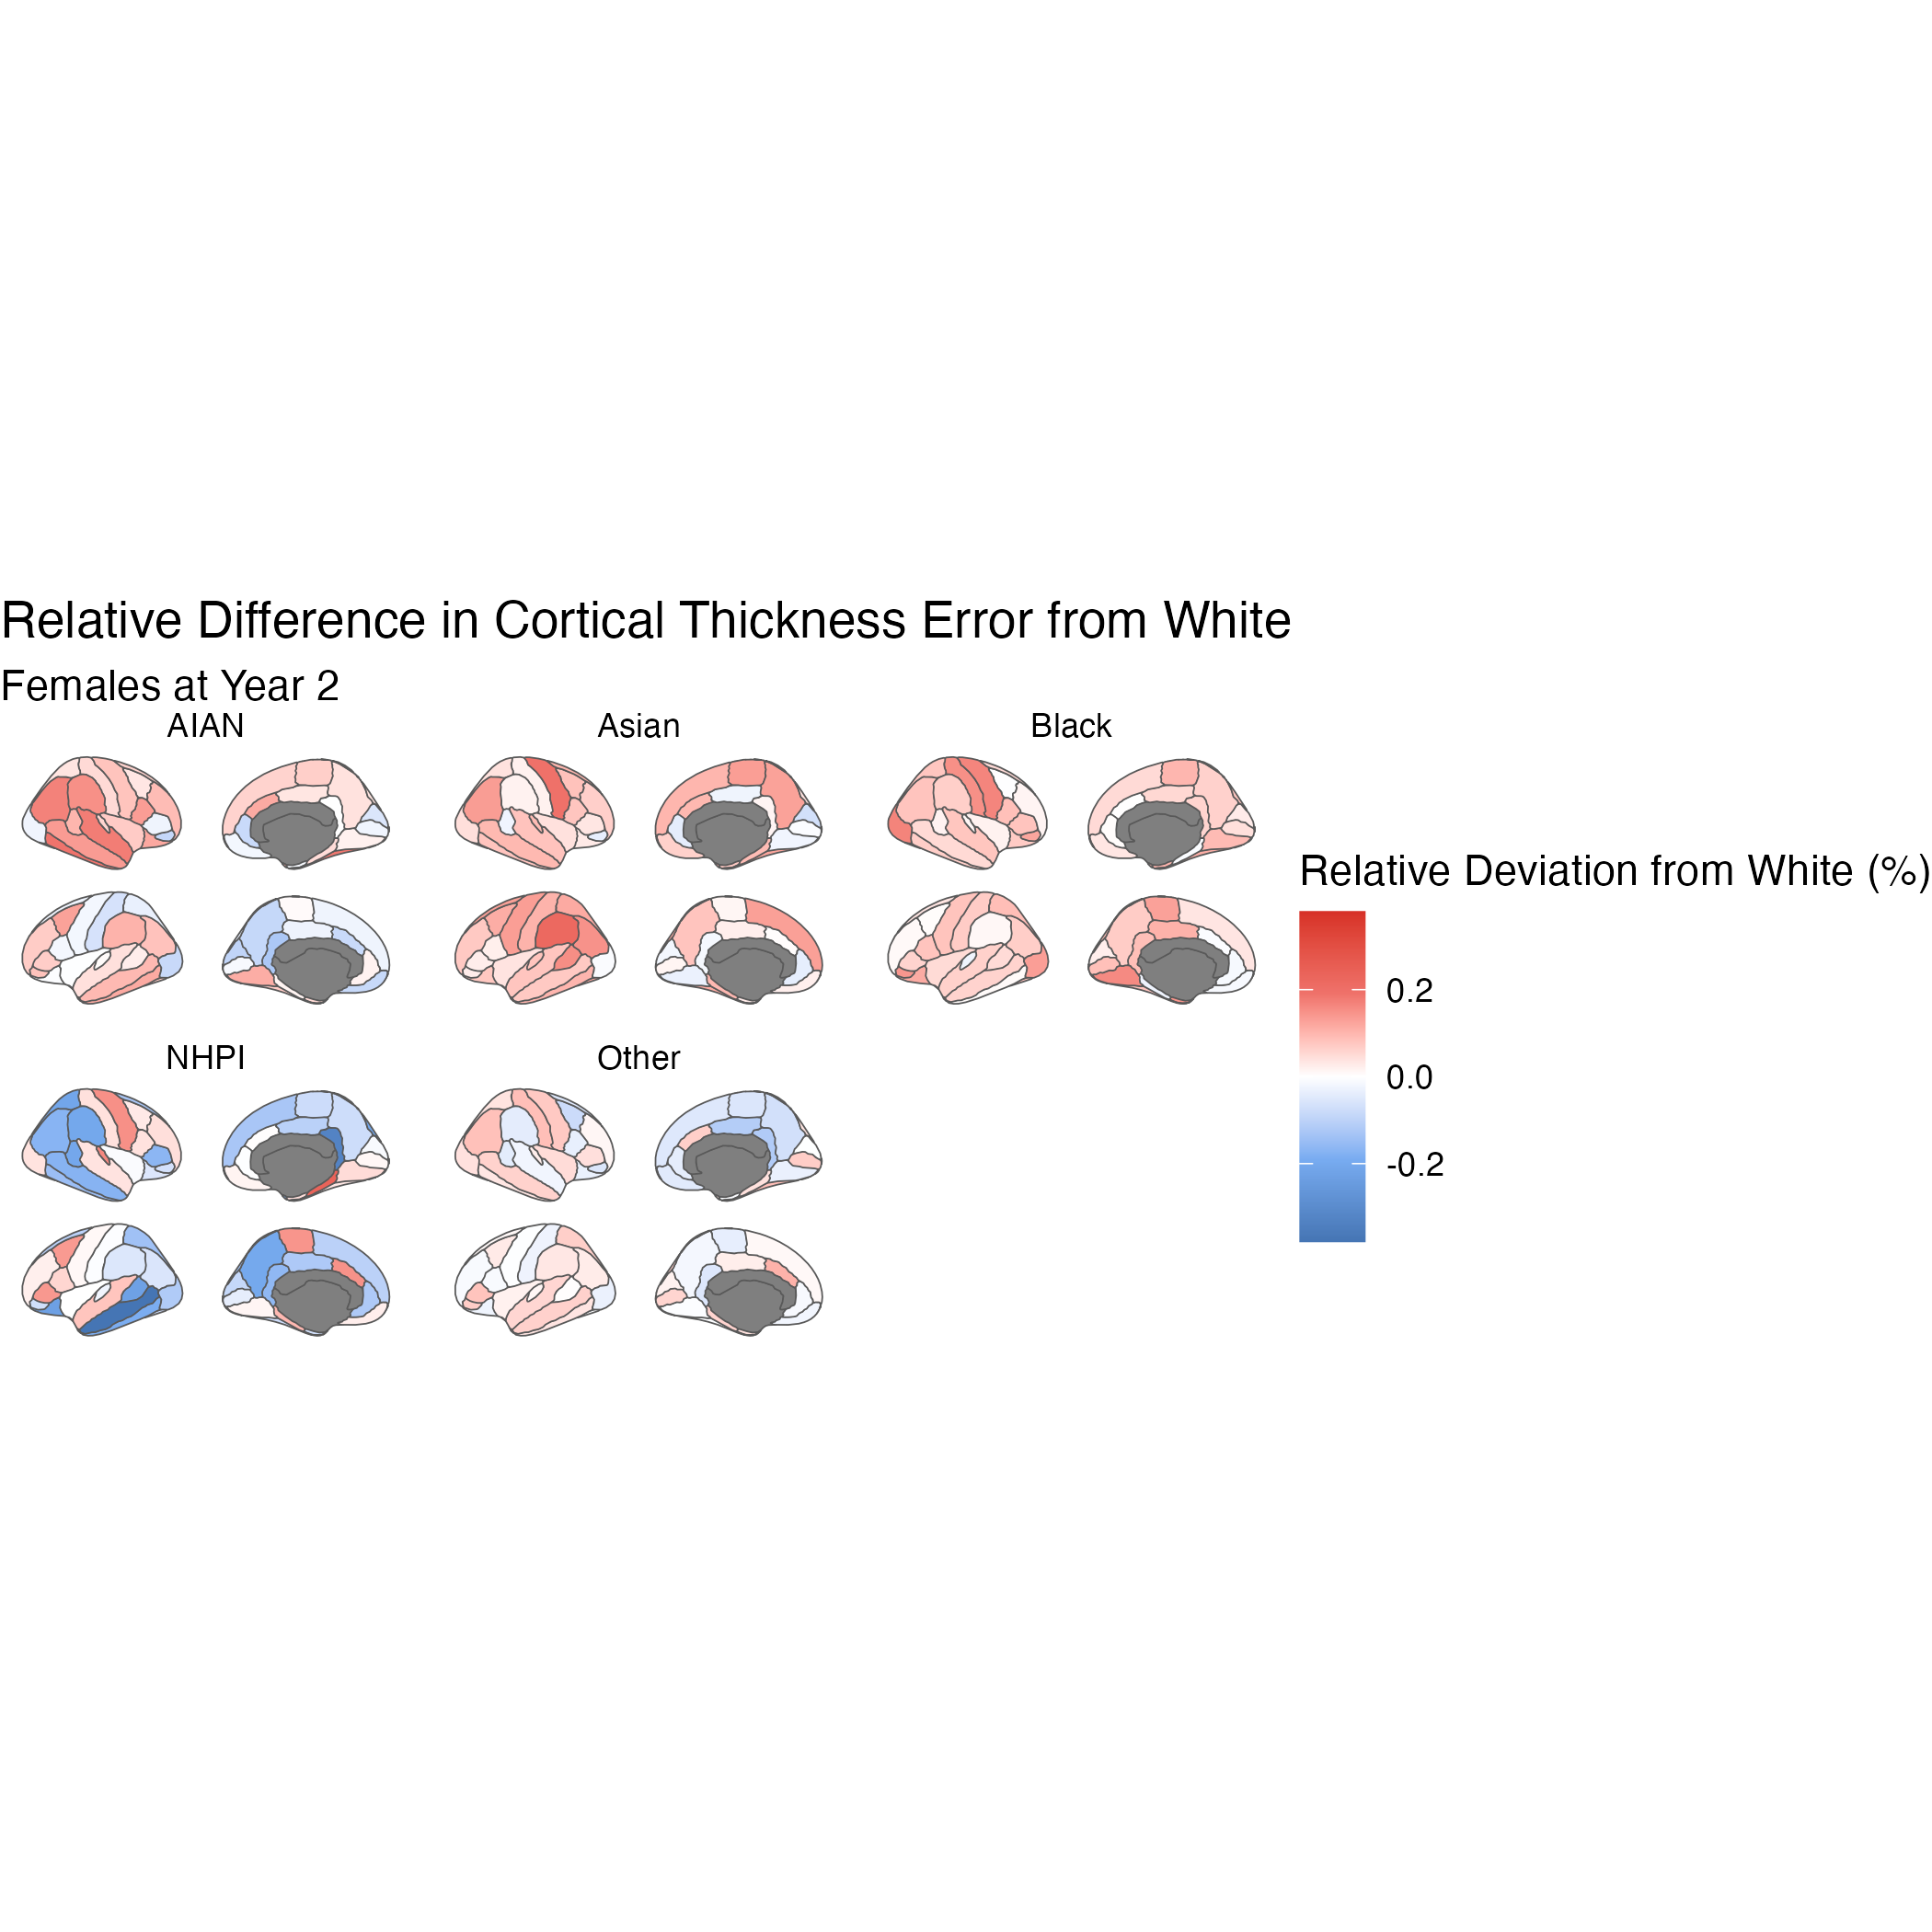 Relative Difference in Cortical Thickness Error from White
Females at Year 2
AIAN
Asian
Black
NHPI
Other
Relative Deviation from White (%)
0.2
0.0
-0.2